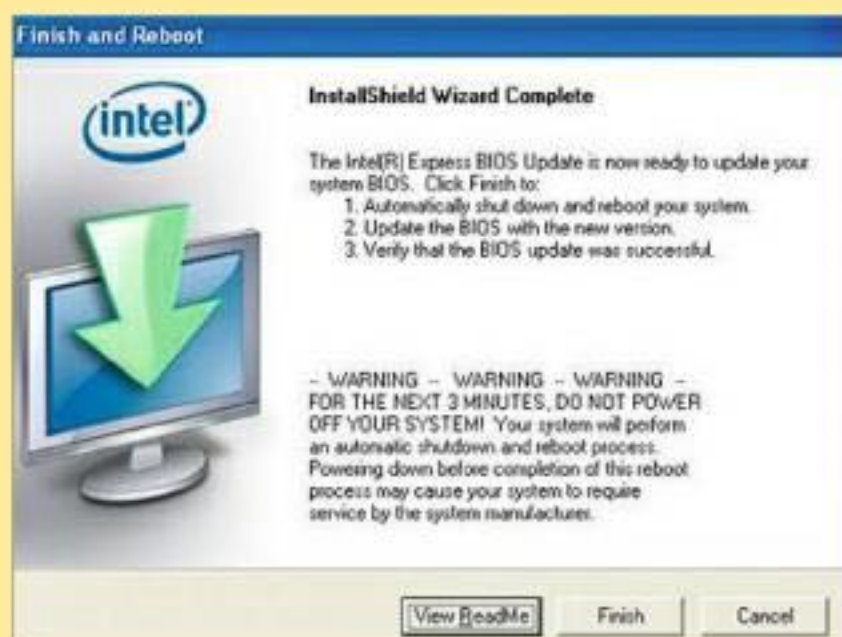 Finish and Reboot
intel
InstallShield Wizard Complete
The Intel(R) Express BIOS Update is now ready to update your
system BIOS. Click Finish to:
1. Automatically shut down and reboot your system.
2. Update the BIOS with the new version.
3. Verify that the BIOS update was successful.
-- WARNING -- WARNING -- WARNING --
FOR THE NEXT 3 MINUTES, DO NOT POWER
OFF YOUR SYSTEM! Your system will perform
an automatic shutdown and reboot process.
Powering down before completion of this reboot
process may cause your system to require
service by the system manufacturer.
View ReadMe
Finish
Cancel